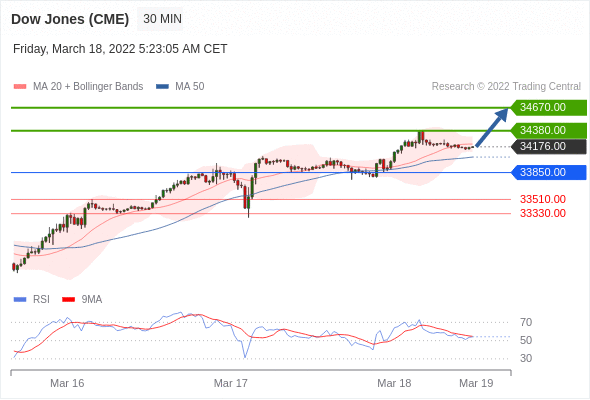 Dow Jones (CME) 30 MIN
Friday, March 18, 2022 5:23:05 AM CET
MA 20 + Bollinger Bands MA 50 Research © 2022 Trading Central
34670.00
34380.00
34176.00
33850.00
33510.00
33330.00
RSI 9MA
70
50
30
Mar 16 Mar 17 Mar 18 Mar 19